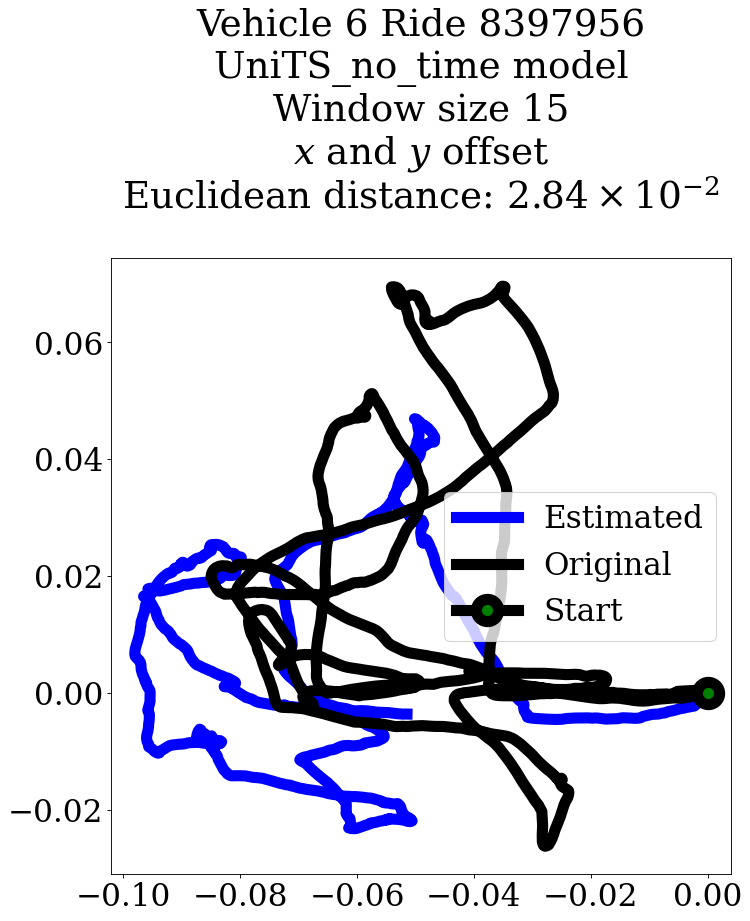 Vehicle 6 Ride 8397956
UniTS_no_time model
Window size 15
x and y offset
Euclidean distance: 2.84 × 10⁻²
0.06
0.04
0.02
0.00
−0.02
Estimated
Original
Start
−0.10 −0.08 −0.06 −0.04 −0.02 0.00